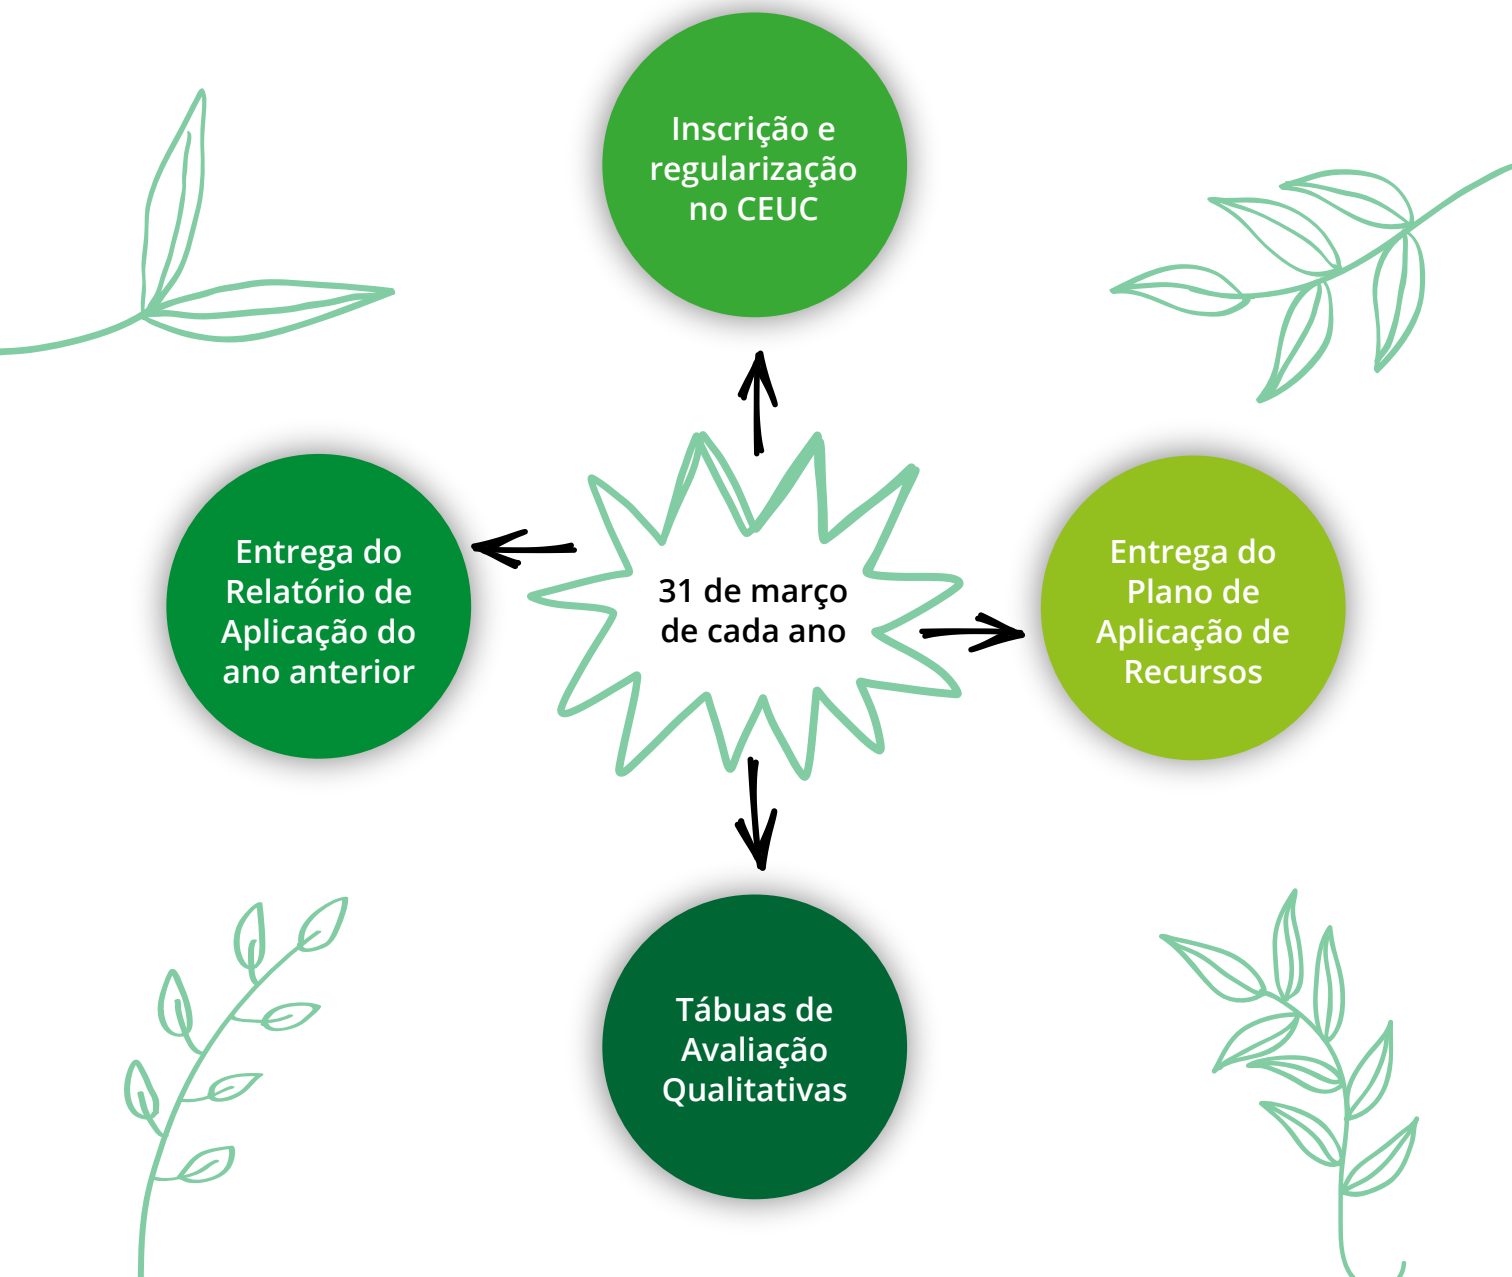 Inscrição e
regularização
no CEUC
Entrega do
Relatório de
Aplicação do
ano anterior
31 de março
de cada ano
Entrega do
Plano de
Aplicação de
Recursos
Tábuas de
Avaliação
Qualitativas